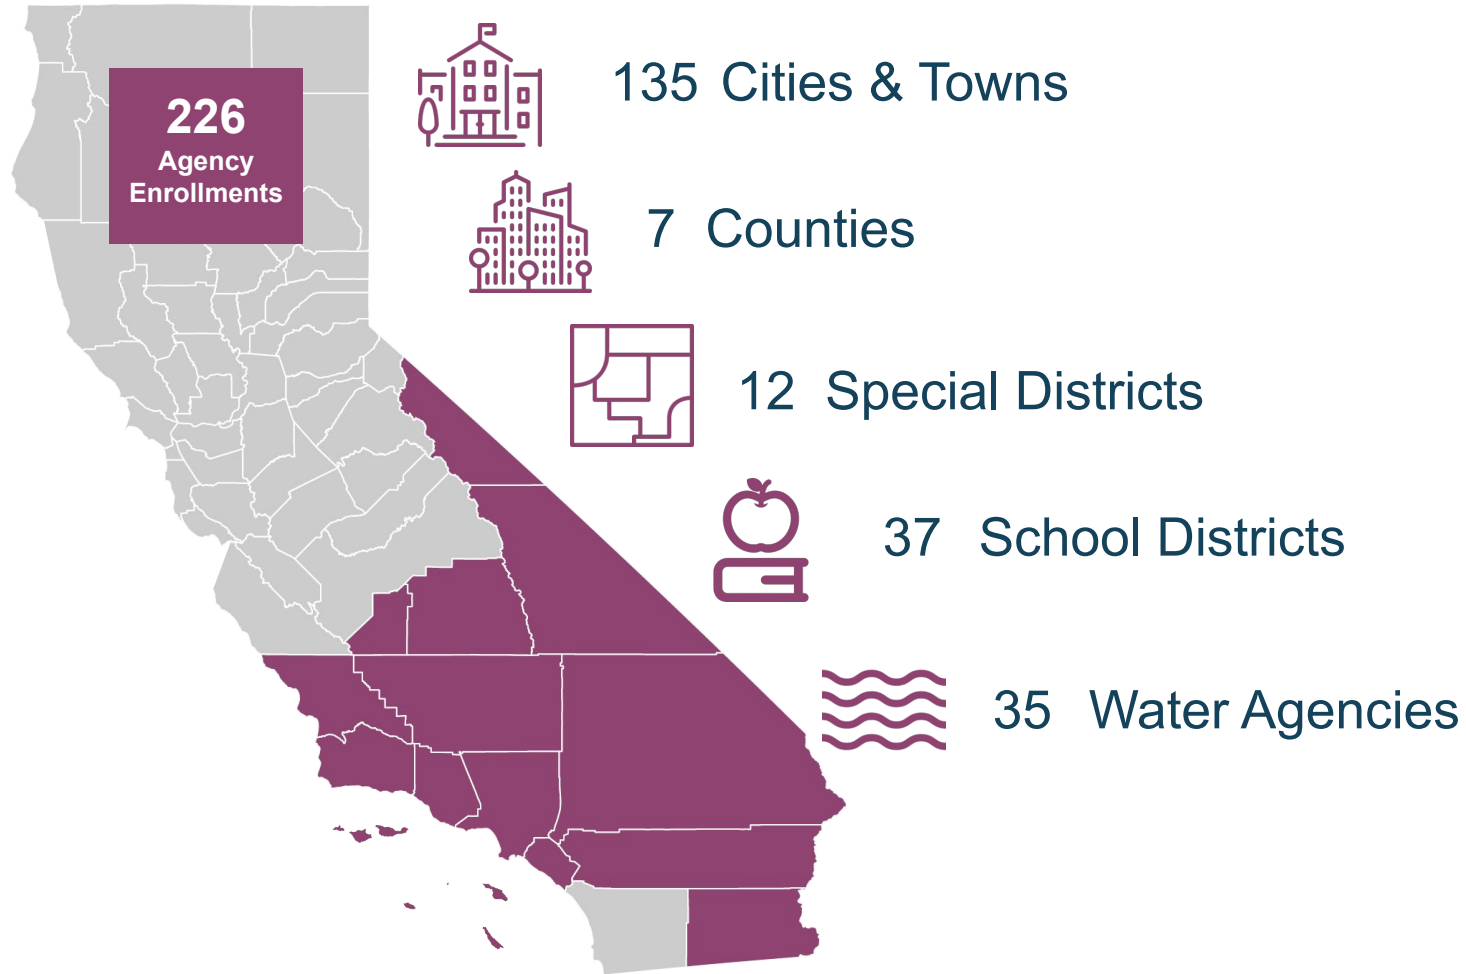 226
Agency
Enrollments
135 Cities & Towns
7 Counties
12 Special Districts
37 School Districts
35 Water Agencies